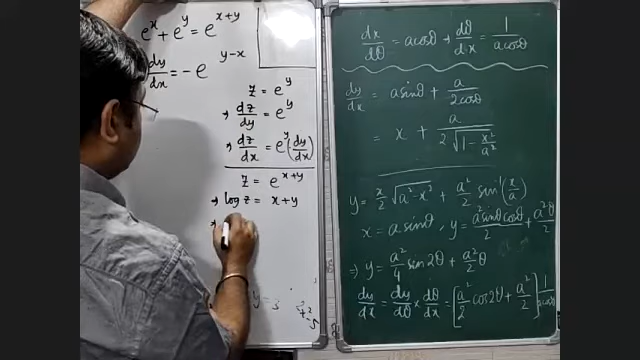 e^x + e^y = e^{x+y}
dy/dx = -e^{y-x}
z = e^y
→ dz/dy = e^y
→ dz/dx = e^y (dy/dx)
z = e^{x+y}
→ log z = x+y
dx/dθ = a cosθ → dθ/dx = 1/(a cosθ)
dy/dx = a sinθ + a/(2cosθ)
= x + a/(2√(1-x²/a²))
y = x/2 √(a²-x²) + a²/2 sin⁻¹(x/a)
x = a sinθ, y = (a² sinθ cosθ)/2 + (a²θ)/2
⇒ y = a²/4 sin2θ + a²/2 θ
dy/dx = dy/dθ × dθ/dx = [a²/2 cos2θ + a²/2] 1/(a cosθ)